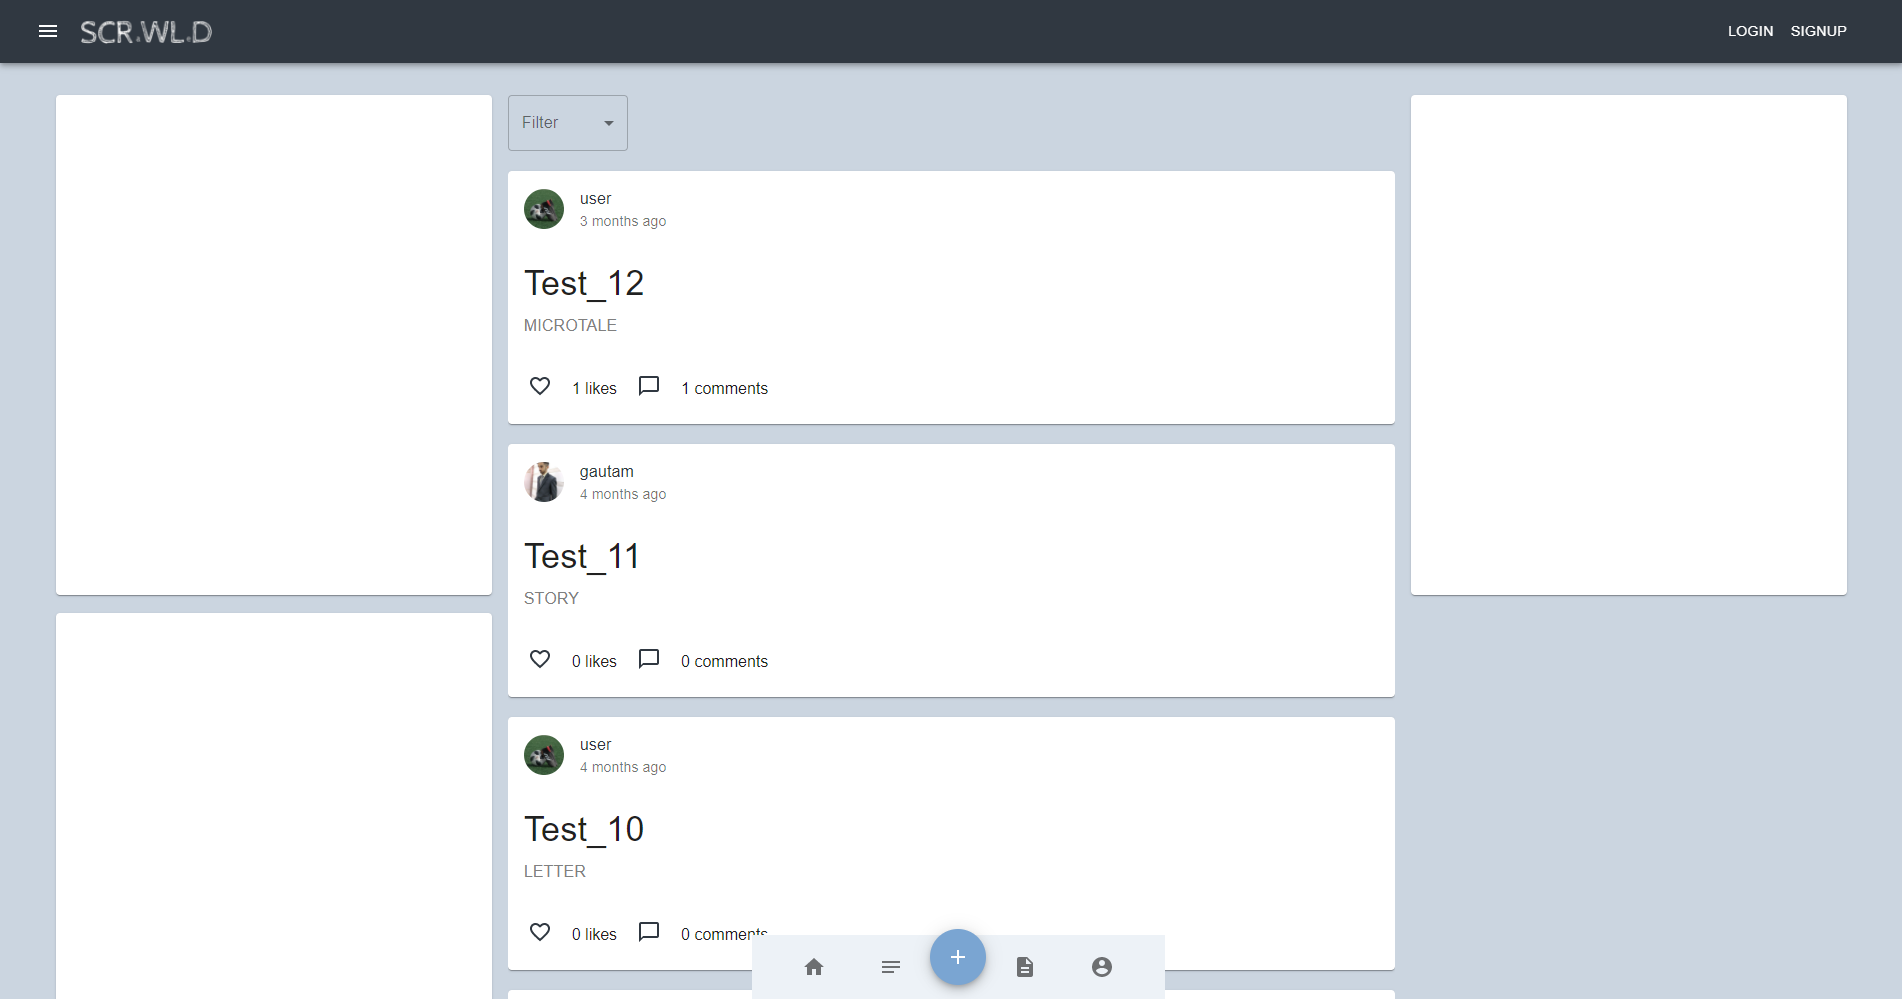 SCR.WL.D
LOGIN SIGNUP
Filter
user
3 months ago
Test_12
MICROTALE
1 likes 1 comments
gautam
4 months ago
Test_11
STORY
0 likes 0 comments
user
4 months ago
Test_10
LETTER
0 likes 0 comments